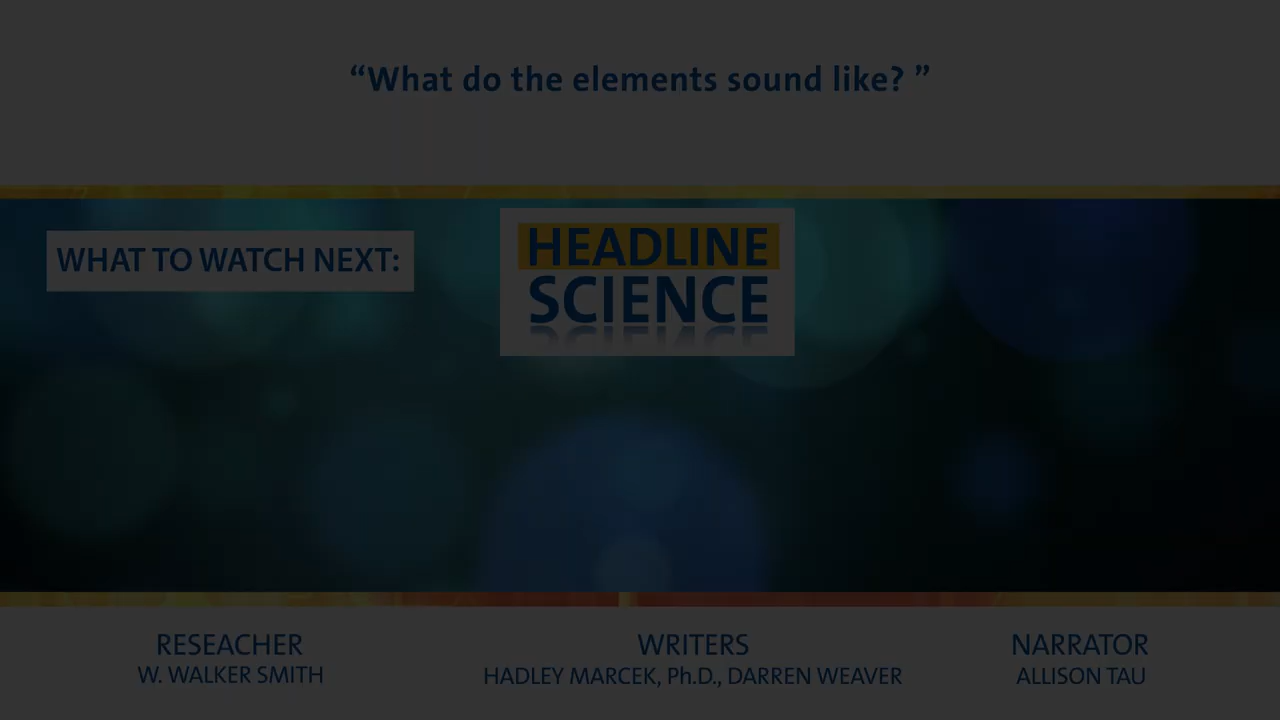 “What do the elements sound like? ”
WHAT TO WATCH NEXT:
HEADLINE
SCIENCE
RESEACHER
W. WALKER SMITH
WRITERS
HADLEY MARCEK, Ph.D., DARREN WEAVER
NARRATOR
ALLISON TAU